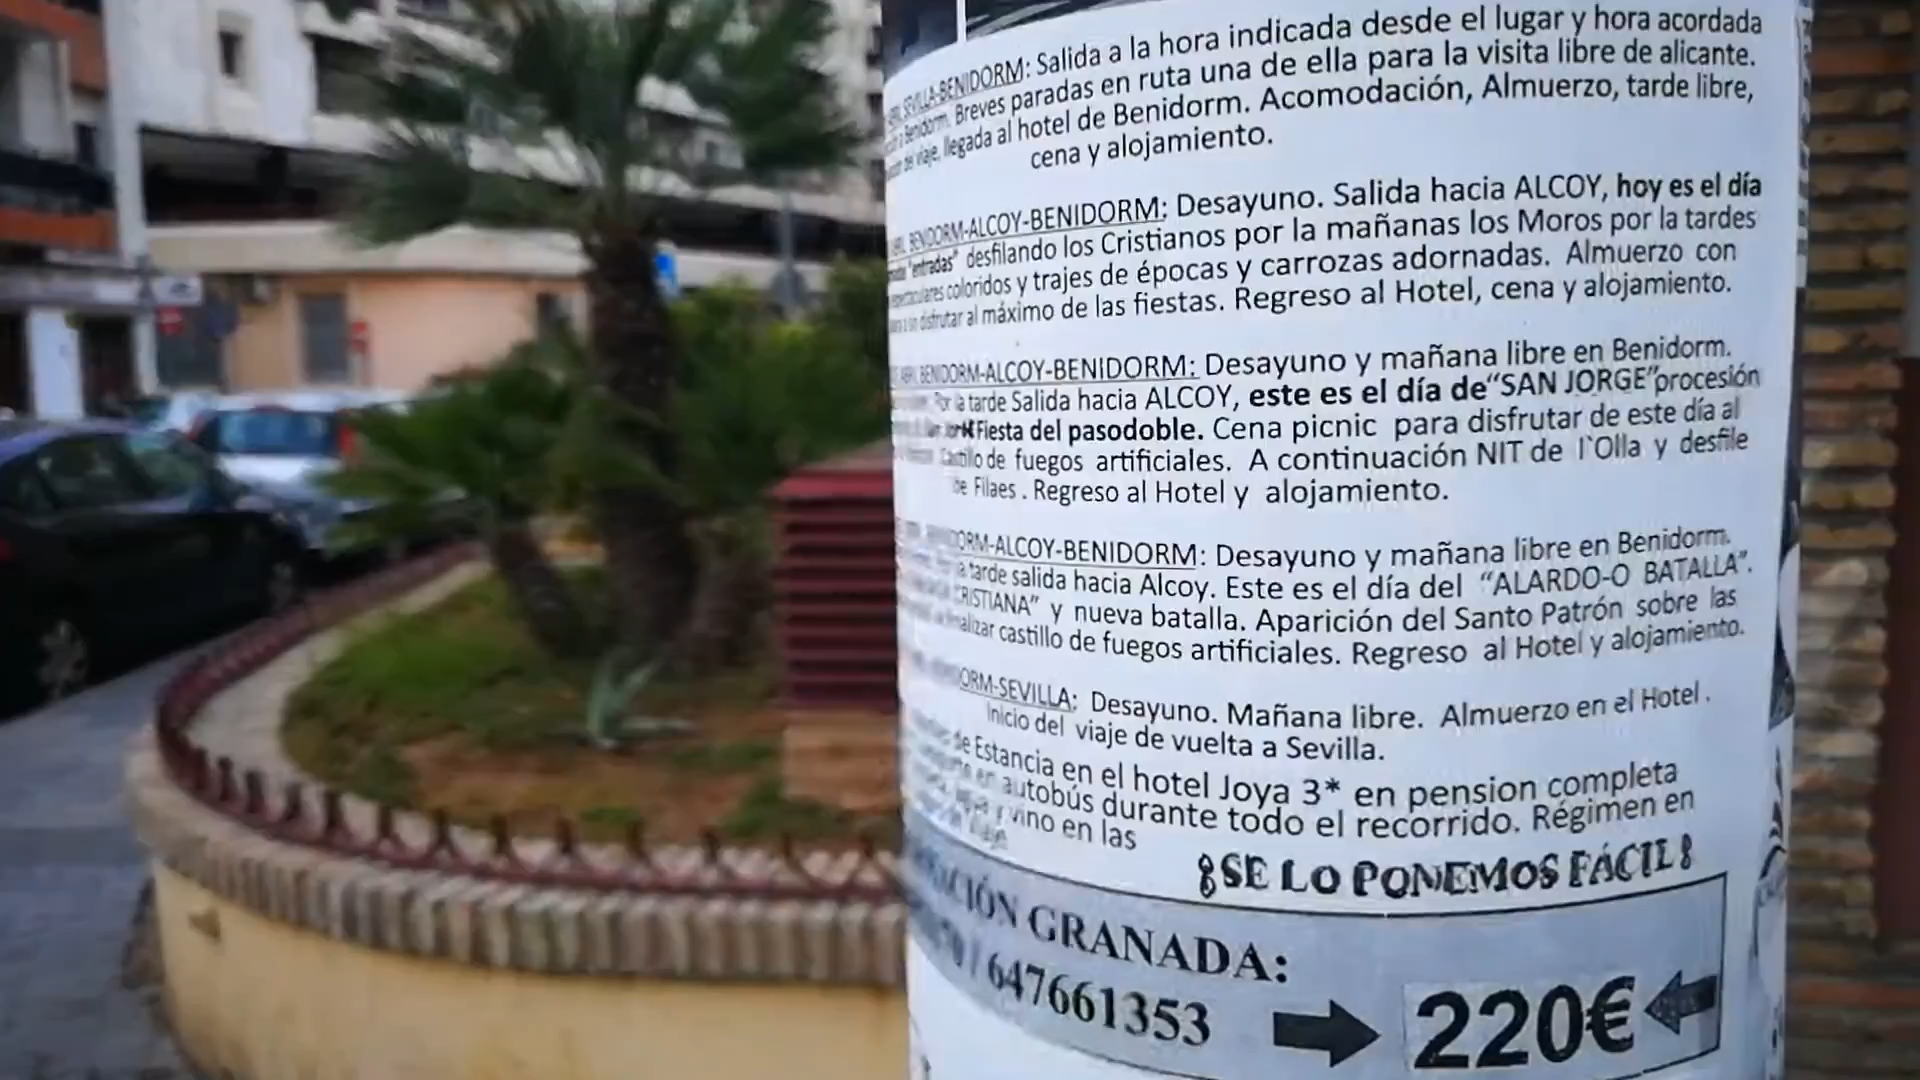 SEVILLA-BENIDORM: Salida a la hora indicada desde el lugar y hora acordada
a Benidorm. Breves paradas en ruta una de ella para la visita libre de alicante.
del viaje, llegada al hotel de Benidorm. Acomodación, Almuerzo, tarde libre,
cena y alojamiento.
BENIDORM-ALCOY-BENIDORM: Desayuno. Salida hacia ALCOY, hoy es el día
"entradas" desfilando los Cristianos por la mañanas los Moros por la tardes
coloridos y trajes de épocas y carrozas adornadas. Almuerzo con
disfrutar al máximo de las fiestas. Regreso al Hotel, cena y alojamiento.
BENIDORM-ALCOY-BENIDORM: Desayuno y mañana libre en Benidorm.
la tarde Salida hacia ALCOY, este es el día de"SAN JORGE"procesión
Fiesta del pasodoble. Cena picnic para disfrutar de este día al
Castillo de fuegos artificiales. A continuación NIT de l`Olla y desfile
de Filaes. Regreso al Hotel y alojamiento.
ORM-ALCOY-BENIDORM: Desayuno y mañana libre en Benidorm.
a tarde salida hacia Alcoy. Este es el día del "ALARDO-O BATALLA".
CRISTIANA" y nueva batalla. Aparición del Santo Patrón sobre las
finalizar castillo de fuegos artificiales. Regreso al Hotel y alojamiento.
ORM-SEVILLA: Desayuno. Mañana libre. Almuerzo en el Hotel.
Inicio del viaje de vuelta a Sevilla.
de Estancia en el hotel Joya 3* en pension completa
en autobús durante todo el recorrido. Régimen en
y vino en las
¡SE LO PONEMOS FÁCIL!
CIÓN GRANADA:
/ 647661353
220€